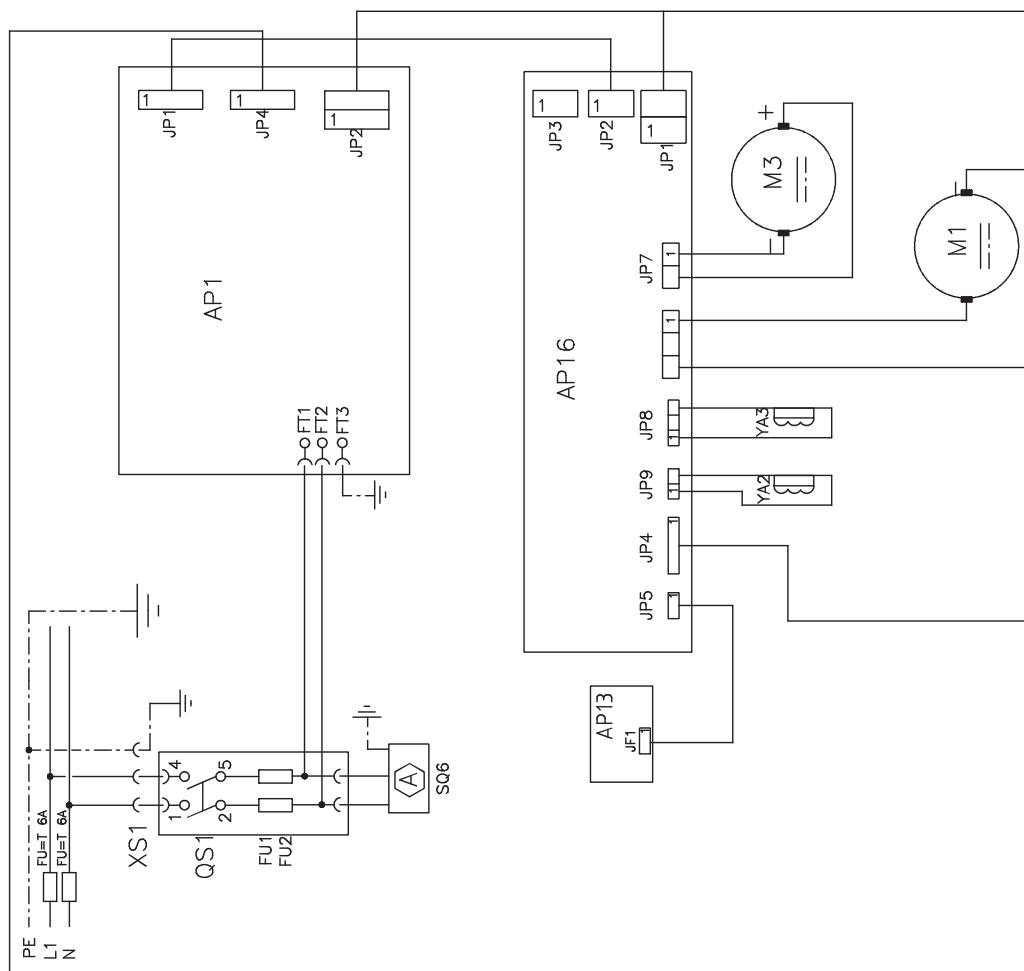 1
JP1
1
JP4
1
JP2
AP1
FT1
FT2
FT3
1
JP3
1
JP2
1
JP1
AP16
+
M3
M1
JP7
1
1
JP8
1
YA3
JP9
1
YA2
JP4
1
JP5
1
AP13
JF1
1
PE
L1
N
FU=T 6A
FU=T 6A
XS1
QS1
1
4
2
5
FU1
FU2
A
SQ6